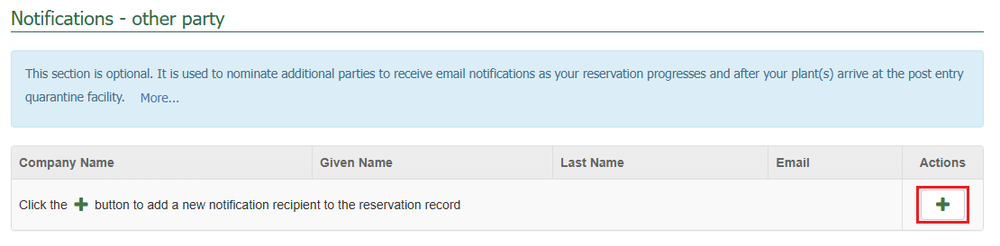 Notifications - other party
This section is optional. It is used to nominate additional parties to receive email notifications as your reservation progresses and after your plant(s) arrive at the post entry
quarantine facility. More...
Company Name Given Name Last Name Email Actions
Click the + button to add a new notification recipient to the reservation record +